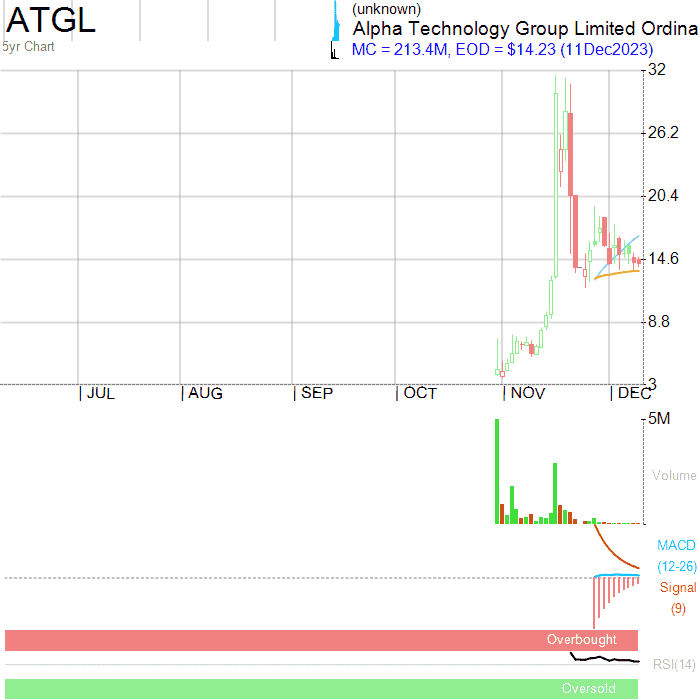 ATGL
5yr Chart
(unknown)
Alpha Technology Group Limited Ordina
MC = 213.4M, EOD = $14.23 (11Dec2023)
32
26.2
20.4
14.6
8.8
3
JUL AUG SEP OCT NOV DEC
5M
Volume
MACD
(12-26)
Signal
(9)
Overbought
RSI(14)
Oversold